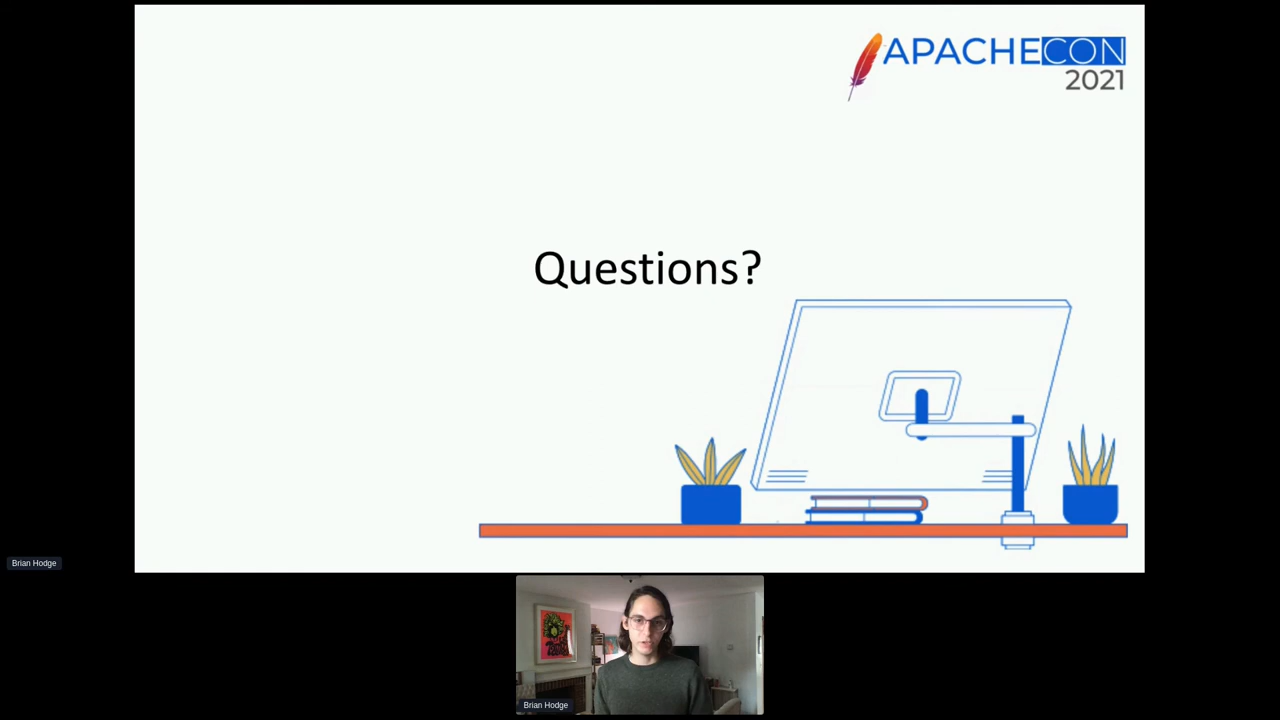 APACHECON
2021
Questions?
Brian Hodge
Brian Hodge